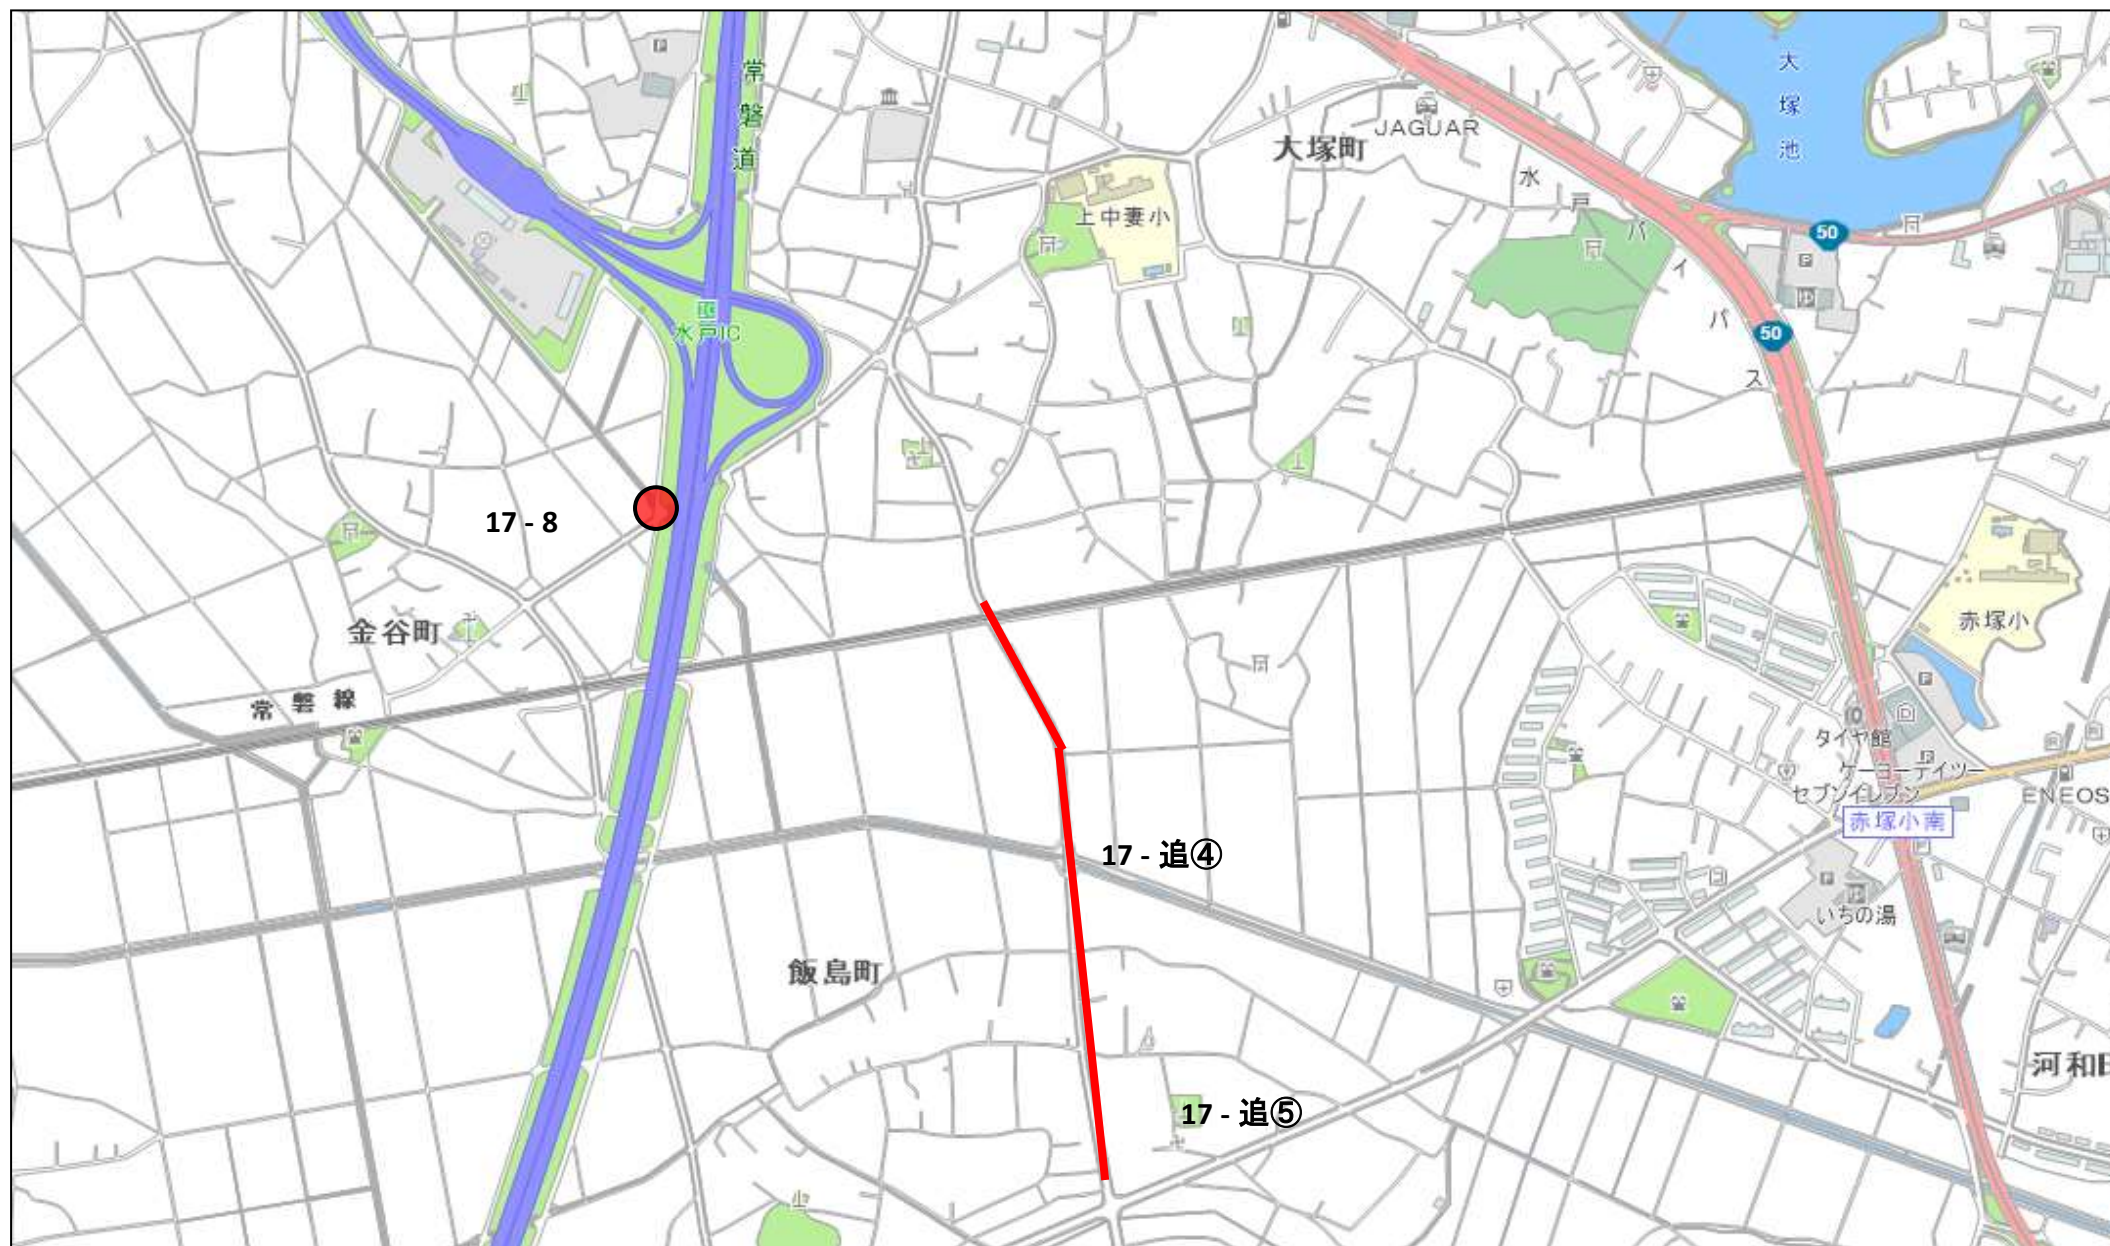 常磐道
大塚池
JAGUAR
大塚町
水戸バイパス
上中妻小
50
IC
水戸IC
50
17 - 8
金谷町
赤塚小
常磐線
タイヤ館
ケーヨーデイツー
セブンイレブン
ENEOS
赤塚小南
17 - 追④
いちの湯
飯島町
河和田
17 - 追⑤